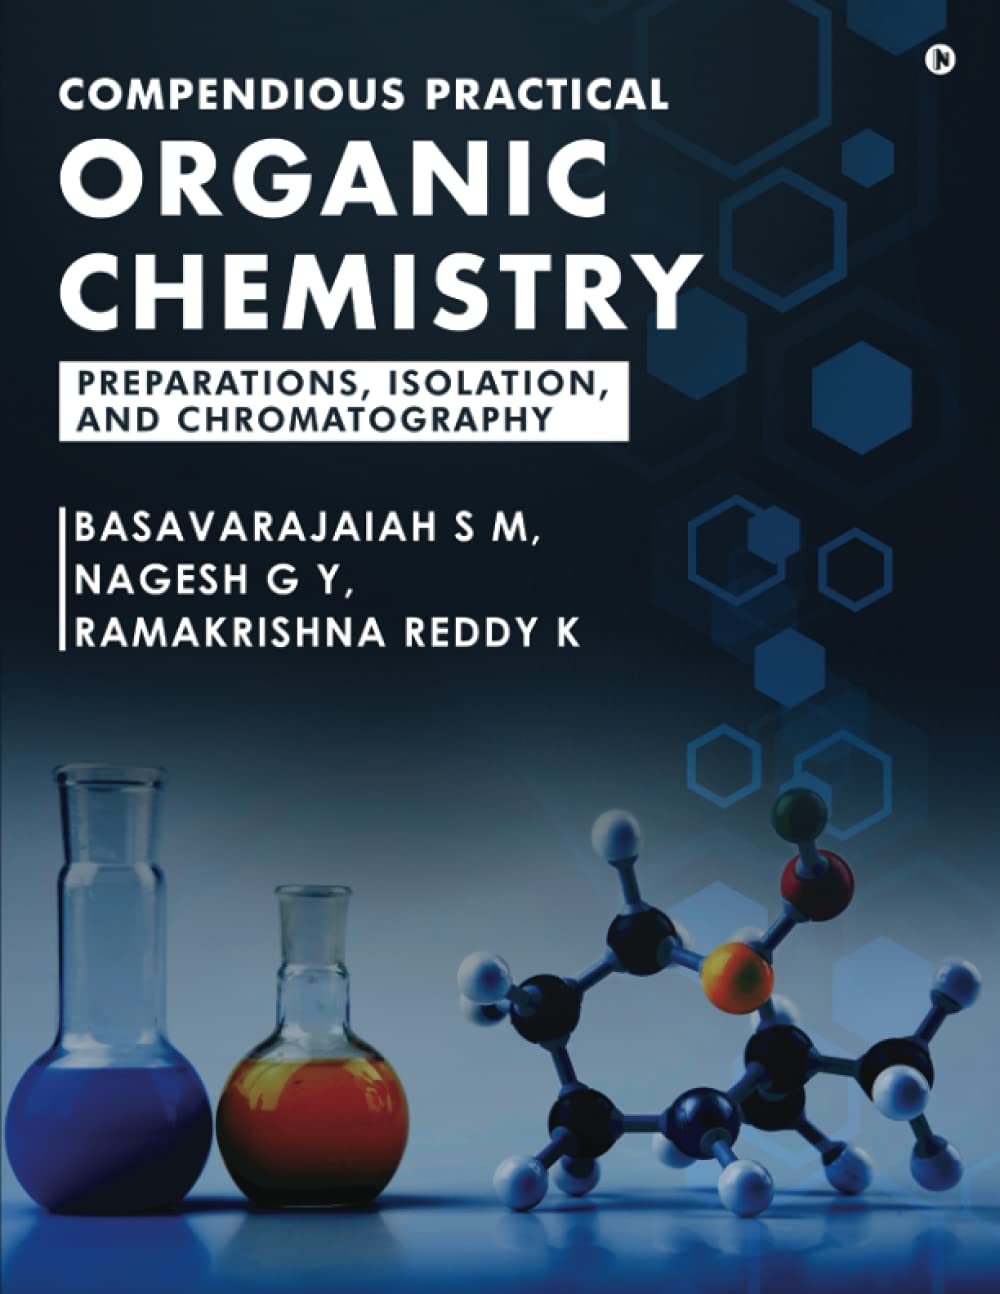 COMPENDIOUS PRACTICAL
ORGANIC
CHEMISTRY
PREPARATIONS, ISOLATION,
AND CHROMATOGRAPHY
BASAVARAJAIAH S M,
NAGESH G Y,
RAMAKRISHNA REDDY K
N